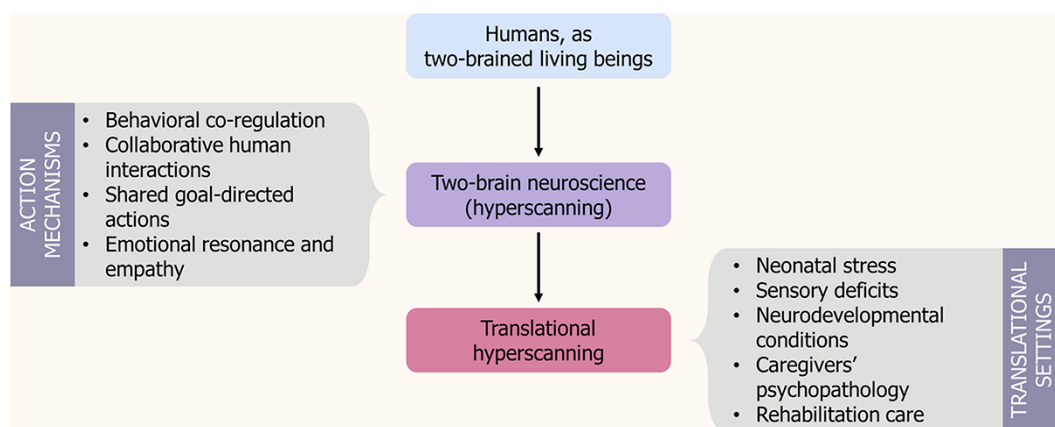 Humans, as
two-brained living beings
ACTION
MECHANISMS
• Behavioral co-regulation
• Collaborative human
interactions
• Shared goal-directed
actions
• Emotional resonance and
empathy
Two-brain neuroscience
(hyperscanning)
Translational
hyperscanning
• Neonatal stress
• Sensory deficits
• Neurodevelopmental
conditions
• Caregivers’
psychopathology
• Rehabilitation care
TRANSLATIONAL
SETTINGS